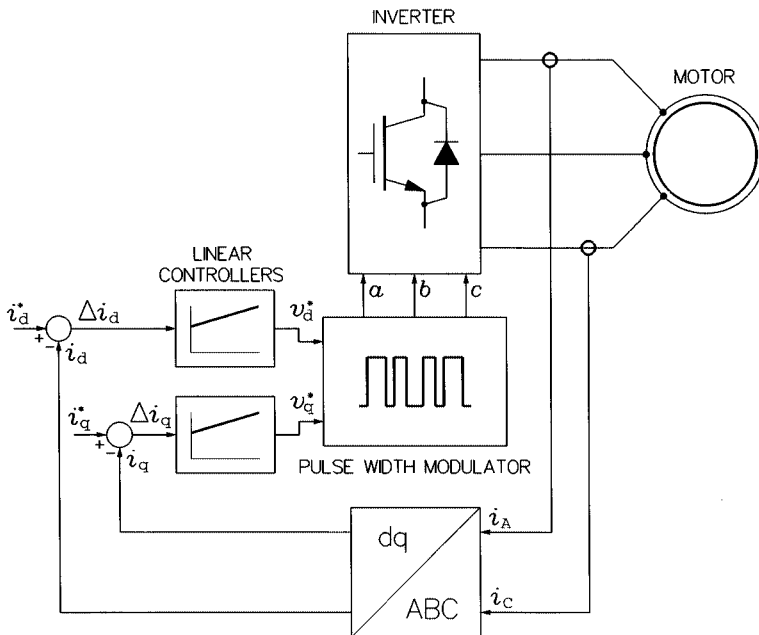 INVERTER
MOTOR
LINEAR
CONTROLLERS
a b c
i*d
+ -
Δid
id
v*d
i*q
+ -
Δiq
iq
v*q
PULSE WIDTH MODULATOR
dq
ABC
iA
iC